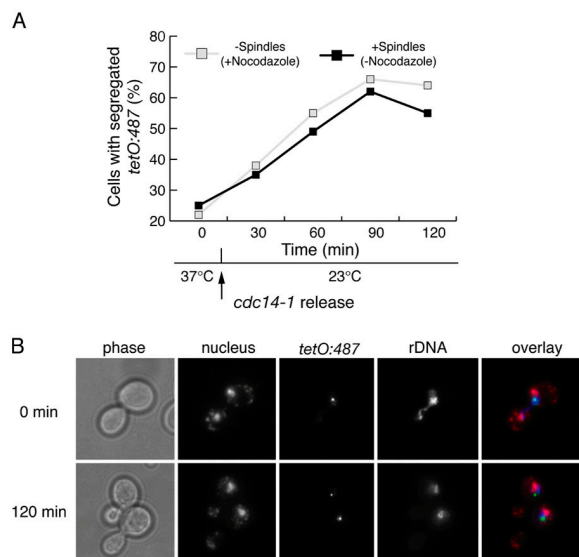 A
80
70
60
50
40
30
20
Cells with segregated
tetO:487 (%)
-Spindles
(+Nocodazole)
+Spindles
(-Nocodazole)
0 30 60 90 120
Time (min)
37°C 23°C
cdc14-1 release
B
phase nucleus tetO:487 rDNA overlay
0 min
120 min